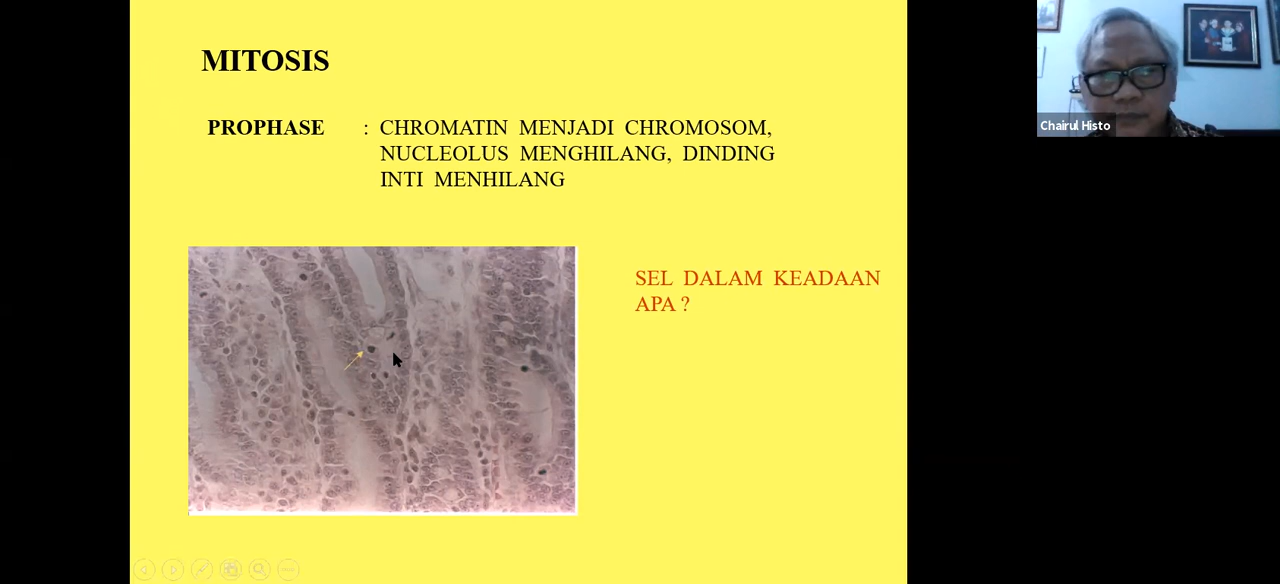 MITOSIS
PROPHASE : CHROMATIN MENJADI CHROMOSOM,
NUCLEOLUS MENGHILANG, DINDING
INTI MENHILANG
SEL DALAM KEADAAN
APA ?
Chairul Histo